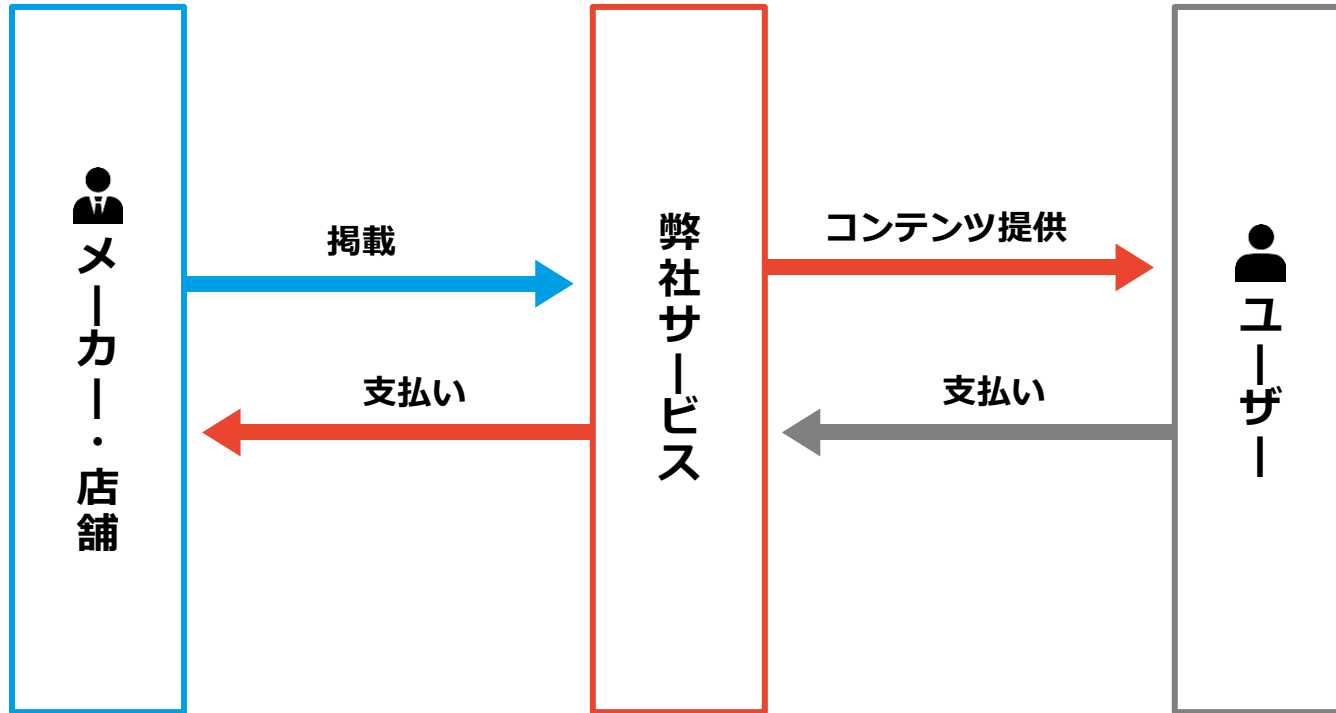 メーカー・店舗
掲載
支払い
弊社サービス
コンテンツ提供
支払い
ユーザー